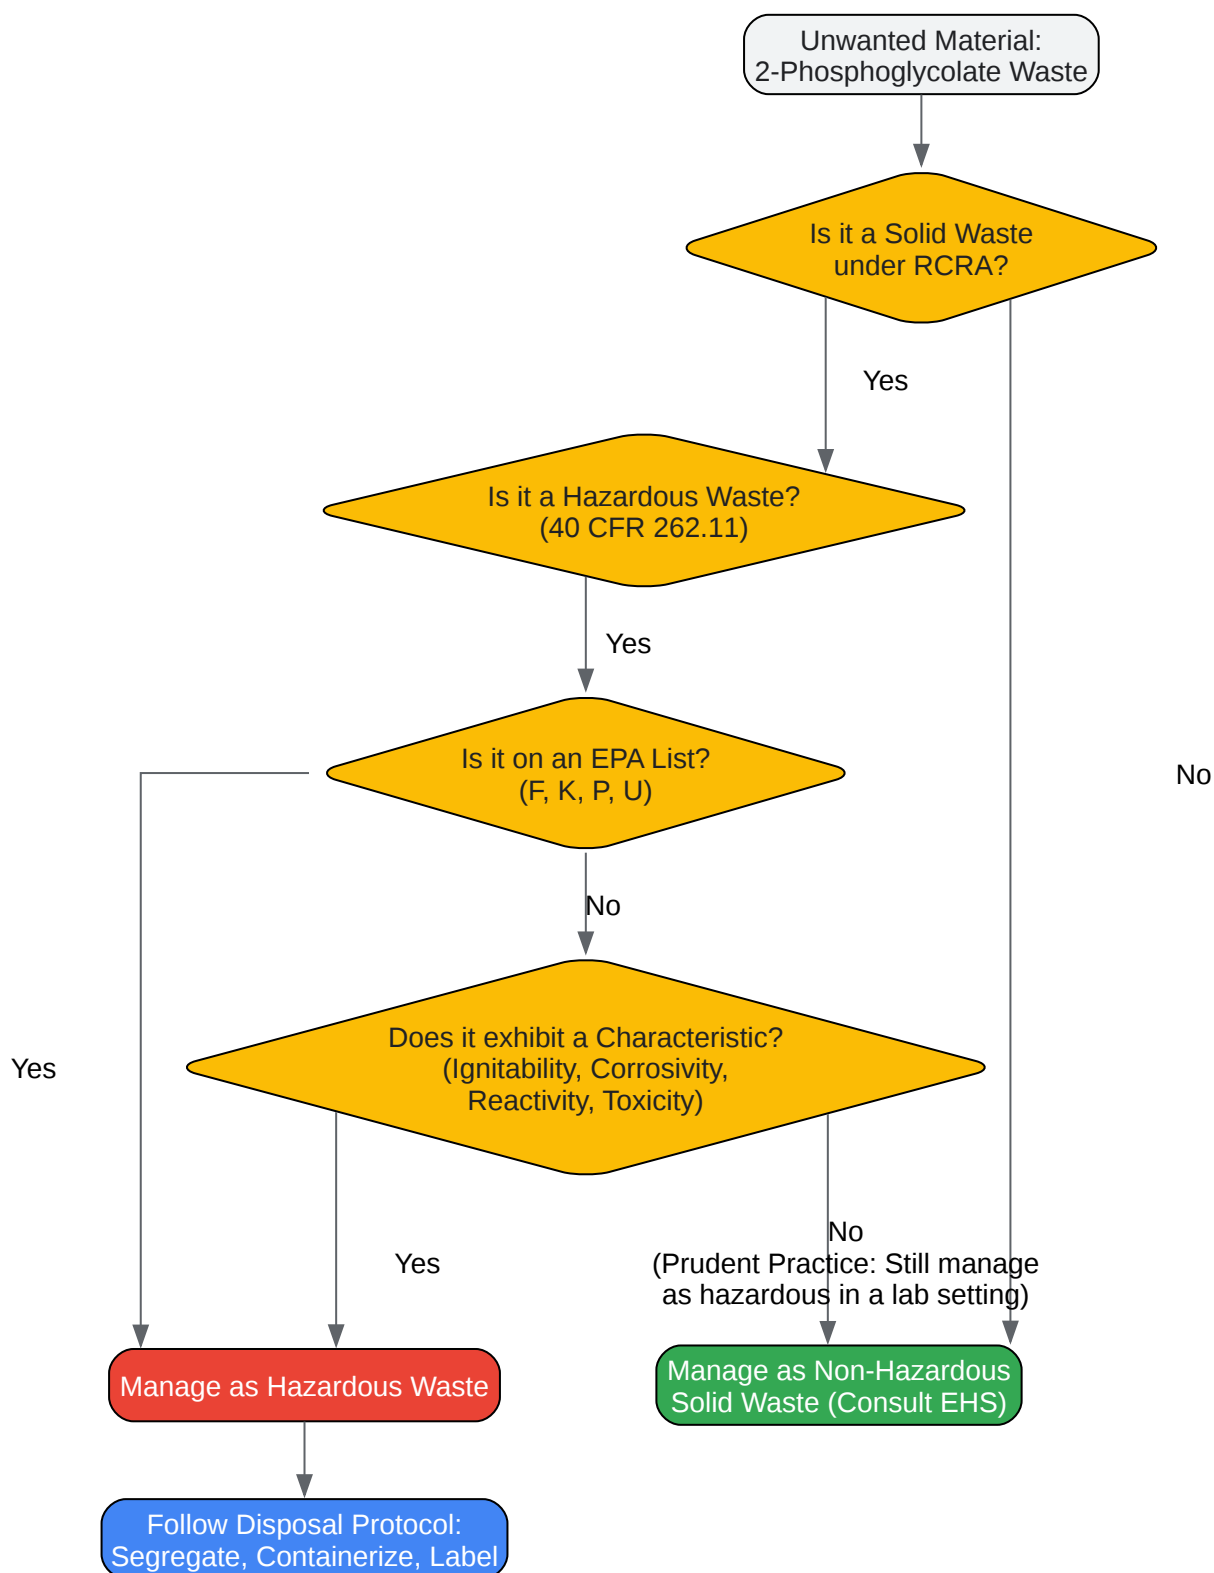 Unwanted Material:
2-Phosphoglycolate Waste
Is it a Solid Waste
under RCRA?
Yes
Is it a Hazardous Waste?
(40 CFR 262.11)
Yes
Is it on an EPA List?
(F, K, P, U)
No
No
Does it exhibit a Characteristic?
(Ignitability, Corrosivity,
Reactivity, Toxicity)
Yes
Yes
No
(Prudent Practice: Still manage
as hazardous in a lab setting)
Manage as Hazardous Waste
Manage as Non-Hazardous
Solid Waste (Consult EHS)
Follow Disposal Protocol:
Segregate, Containerize, Label